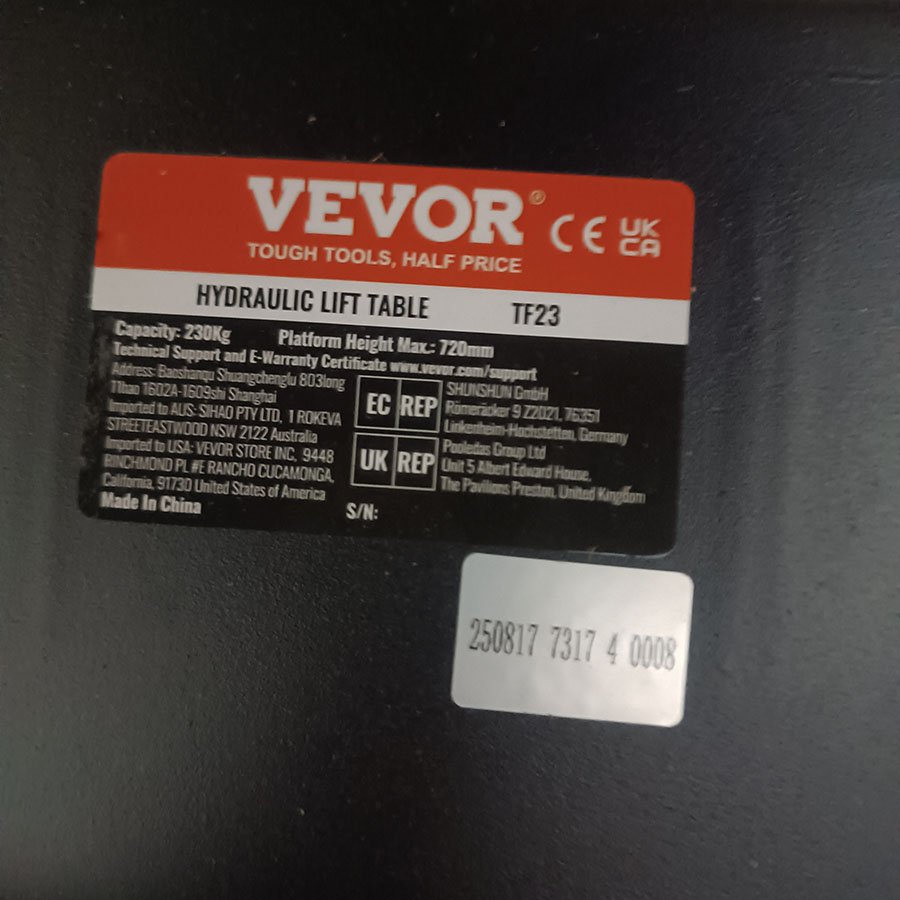 VEVOR®
TOUGH TOOLS, HALF PRICE
CE UK CA
HYDRAULIC LIFT TABLE TF23
Capacity: 230Kg Platform Height Max.: 720mm
Technical Support and E-Warranty Certificate www.vevor.com/support
Address: Baoshanqu Shuangchenglu 803long
11hao 1602A-1609shi Shanghai
Imported to AUS: SIHAO PTY LTD, 1 ROKEVA
STREETEASTWOOD NSW 2122 Australia
Imported to USA: VEVOR STORE INC, 9448
RICHMOND PL #E RANCHO CUCAMONGA,
California, 91730 United States of America
Made In China
EC REP
SHUNSHUN GmbH
Römeräcker 9 Z2021, 76351
Linkenheim-Hochstetten, Germany
UK REP
Pooledas Group Ltd
Unit 5 Albert Edward House,
The Pavilions Preston, United Kingdom
S/N:
250817 7317 4 0008